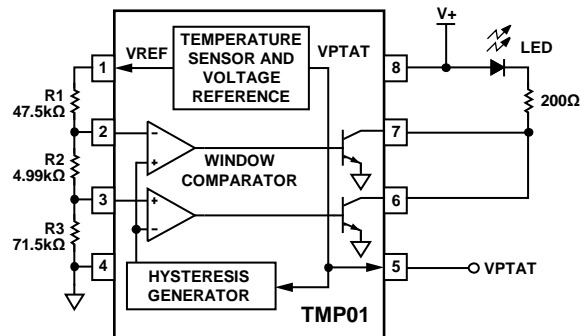 V+
LED
200Ω
1
VREF
TEMPERATURE
SENSOR AND
VOLTAGE
REFERENCE
VPTAT
8
R1
47.5kΩ
2
7
R2
4.99kΩ
WINDOW
COMPARATOR
3
6
R3
71.5kΩ
4
HYSTERESIS
GENERATOR
5
VPTAT
TMP01